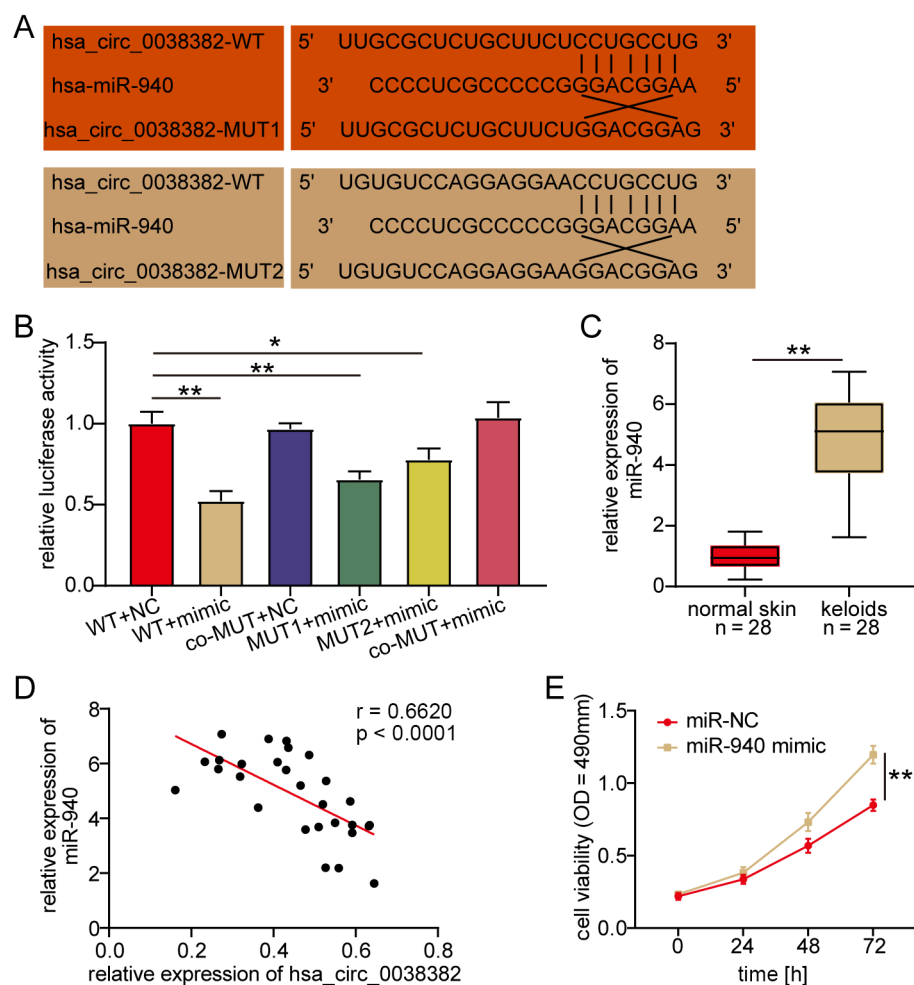 A
hsa_circ_0038382-WT 5' UUGCGCUCUGCUUCUCCUGCCUG 3'
hsa-miR-940 3' CCCCUCGCCCCCGGGACGGAA 5'
hsa_circ_0038382-MUT1 5' UUGCGCUCUGCUUCUGGACGGAG 3'
hsa_circ_0038382-WT 5' UGUGUCCAGGAGGAACCUGCCUG 3'
hsa-miR-940 3' CCCCUCGCCCCCGGGACGGAA 5'
hsa_circ_0038382-MUT2 5' UGUGUCCAGGAGGAAGGACGGAG 3'
B
relative luciferase activity
1.5
1.0
0.5
0.0
*
**
**
WT+NC
WT+mimic
co-MUT+NC
MUT1+mimic
MUT2+mimic
co-MUT+mimic
C
relative expression of
miR-940
8
6
4
2
0
**
normal skin
n = 28
keloids
n = 28
D
relative expression of
miR-940
8
6
4
2
0
r = 0.6620
p < 0.0001
0.0 0.2 0.4 0.6 0.8
relative expression of hsa_circ_0038382
E
cell viability (OD = 490mm)
1.5
1.0
0.5
0.0
miR-NC
miR-940 mimic
**
0 24 48 72
time [h]